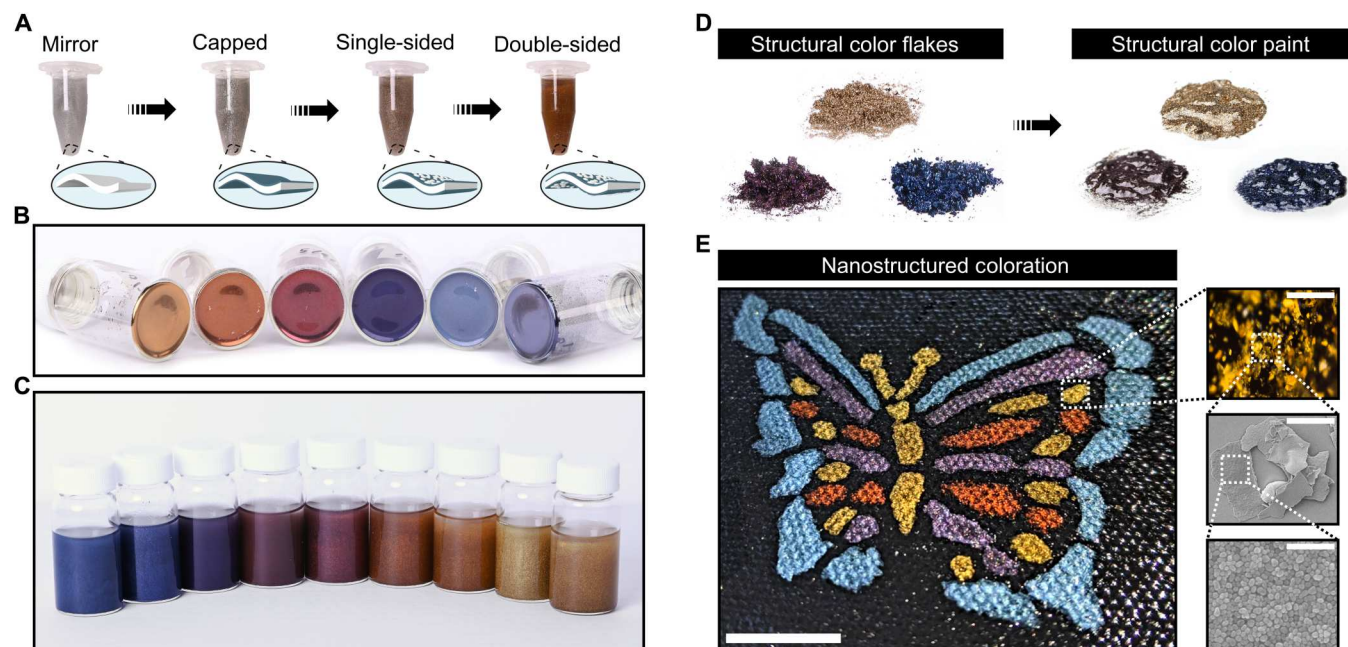 A
Mirror
Capped
Single-sided
Double-sided
B
C
D
Structural color flakes
Structural color paint
E
Nanostructured coloration